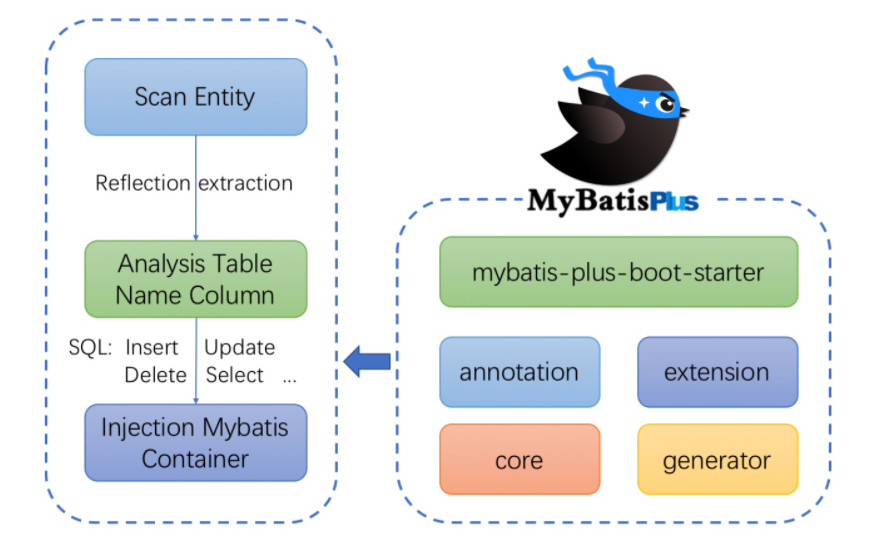 Scan Entity
Reflection extraction
Analysis Table
Name Column
SQL: Insert Update
Delete Select ...
Injection Mybatis
Container
MyBatisPlus
mybatis-plus-boot-starter
annotation
extension
core
generator